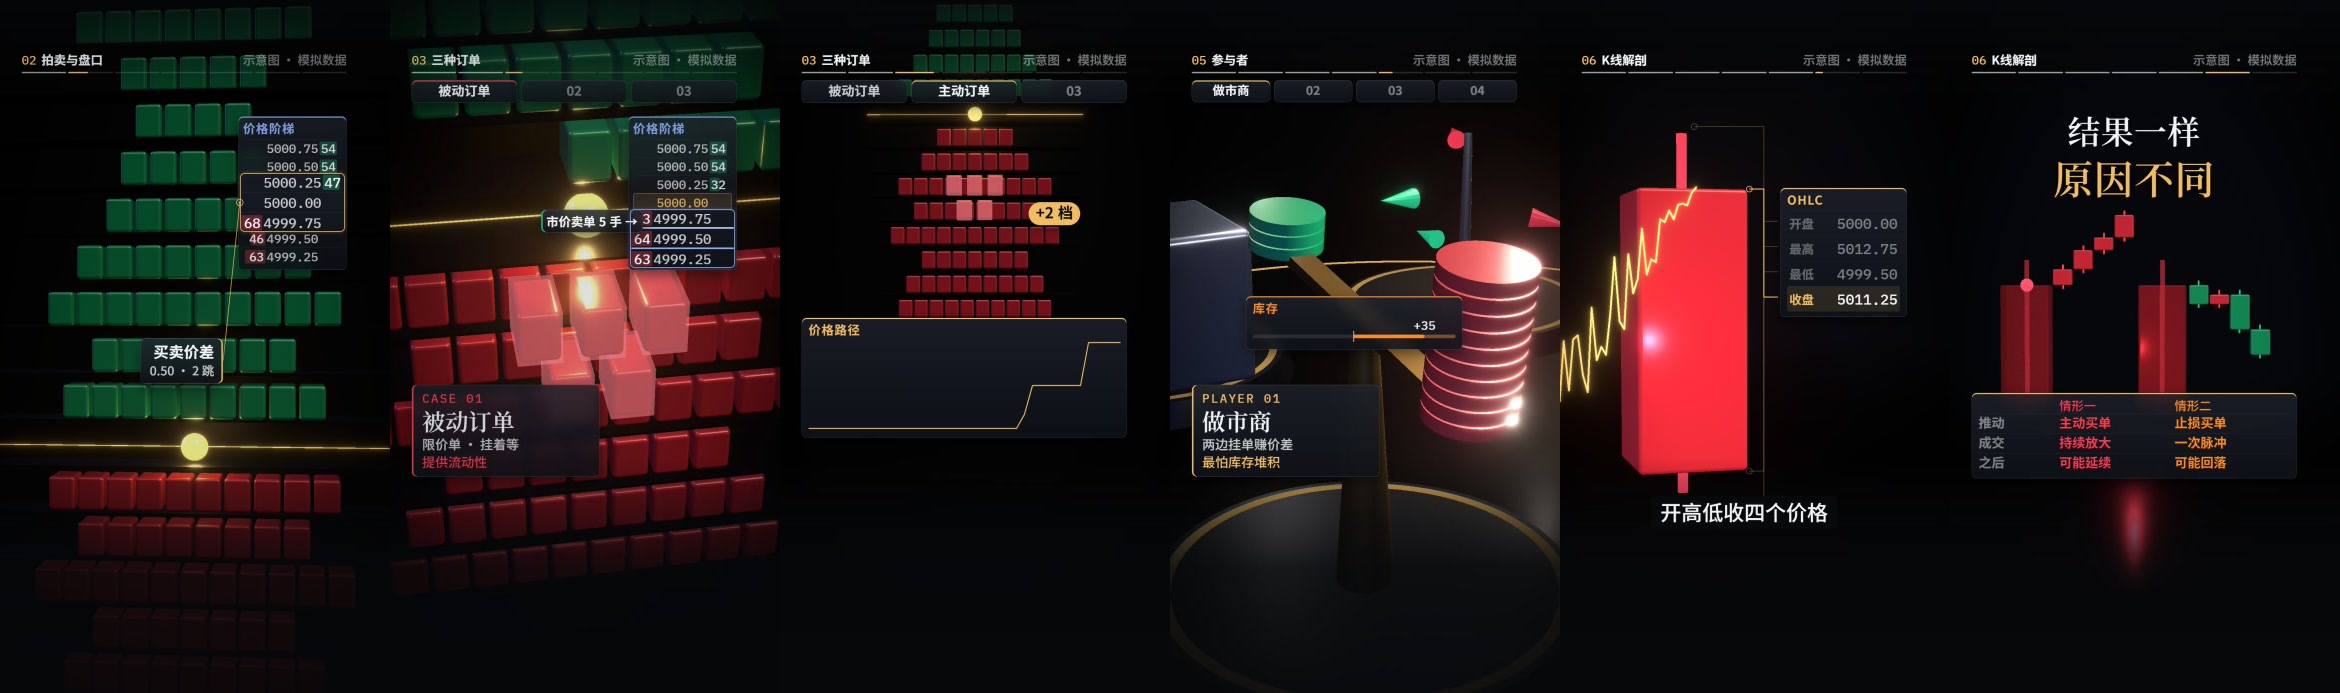 02 拍卖与盘口
示意图 • 模拟数据
价格阶梯
5000.75 54
5000.50 54
5000.25 47
5000.00
68 4999.75
46 4999.50
63 4999.25
买卖价差
0.50 • 2 跳
03 三种订单
示意图 • 模拟数据
被动订单
02
03
价格阶梯
5000.75 54
5000.50 54
5000.25 32
5000.00
市价卖单 5 手 → 3 4999.75
64 4999.50
63 4999.25
CASE 01
被动订单
限价单 • 挂着等
提供流动性
03 三种订单
示意图 • 模拟数据
被动订单
主动订单
03
+2 档
价格路径
05 参与者
示意图 • 模拟数据
做市商
02
03
04
库存
+35
PLAYER 01
做市商
两边挂单赚价差
最怕库存堆积
06 K线解剖
示意图 • 模拟数据
OHLC
开盘 5000.00
最高 5012.75
最低 4999.50
收盘 5011.25
开高低收四个价格
06 K线解剖
示意图 • 模拟数据
结果一样
原因不同
情形一 情形二
推动 主动买单 止损买单
成交 持续放大 一次脉冲
之后 可能延续 可能回落